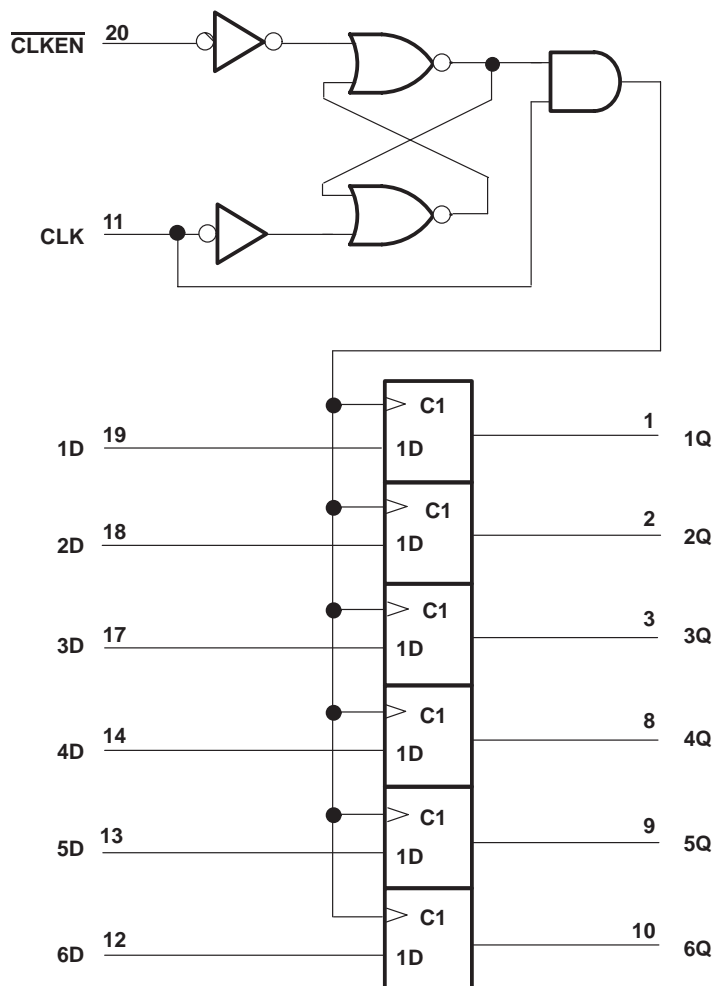 CLKEN 20
CLK 11
C1
1D 19 1D 1 1Q
C1
2D 18 1D 2 2Q
C1
3D 17 1D 3 3Q
C1
4D 14 1D 8 4Q
C1
5D 13 1D 9 5Q
C1
6D 12 1D 10 6Q